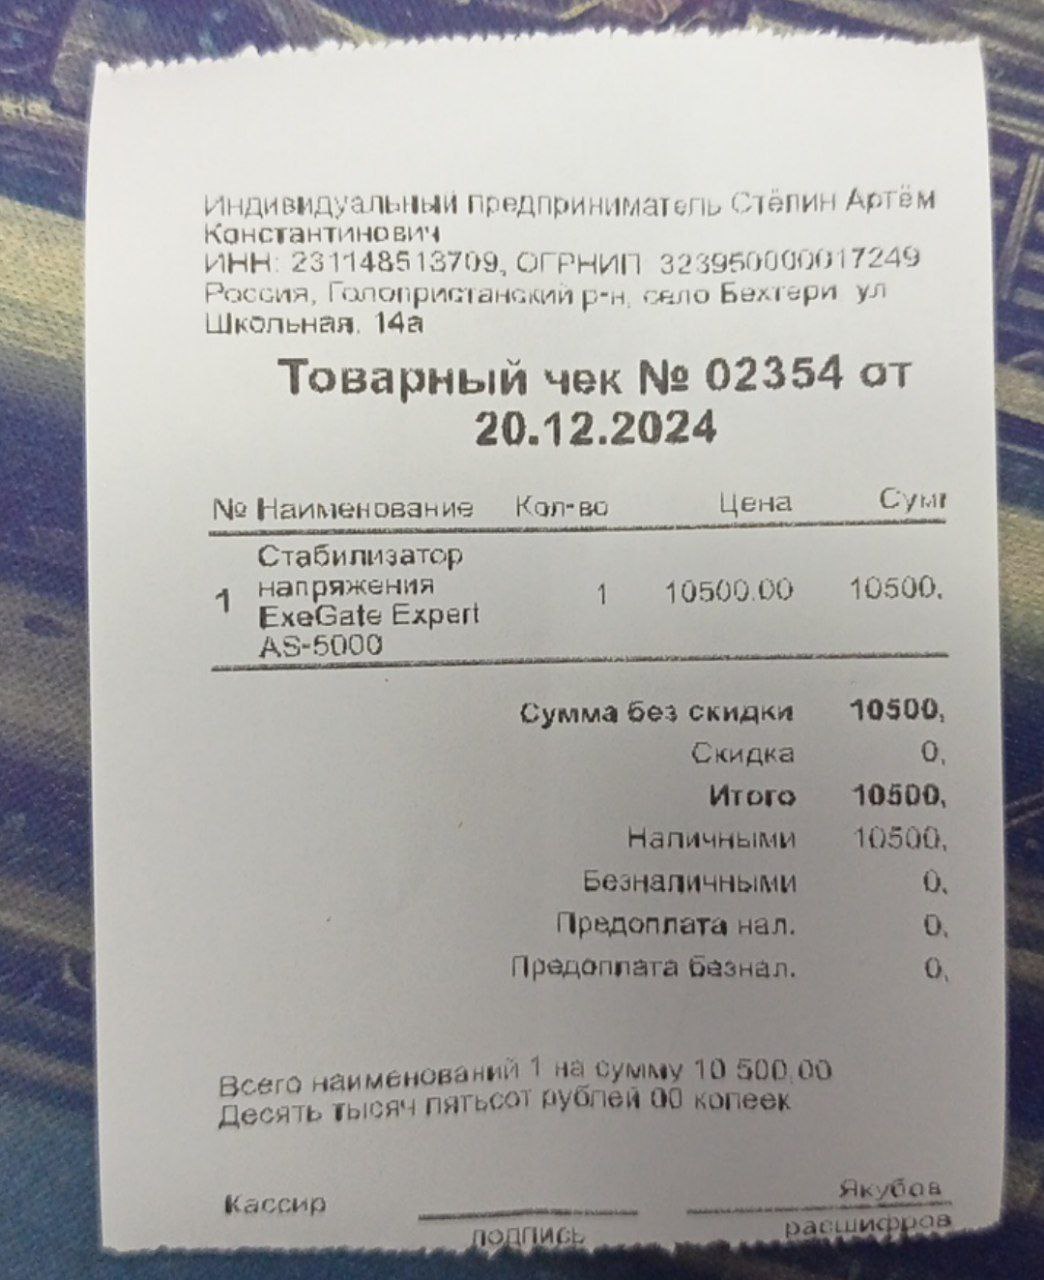 Индивидуальный предприниматель Стёпин Артём
Константинович
ИНН: 231148513709, ОГРНИП 323950000017249
Россия, Голопристанский р-н, село Бехтери ул
Школьная, 14а
Товарный чек № 02354 от
20.12.2024
№ Наименование Кол-во Цена Сумм
1 Стабилизатор напряжения ExeGate Expert AS-5000 1 10500.00 10500,
Сумма без скидки 10500,
Скидка 0,
Итого 10500,
Наличными 10500,
Безналичными 0,
Предоплата нал. 0,
Предоплата безнал. 0,
Всего наименований 1 на сумму 10 500,00
Десять тысяч пятьсот рублей 00 копеек
Кассир Якубов
подпись расшифров